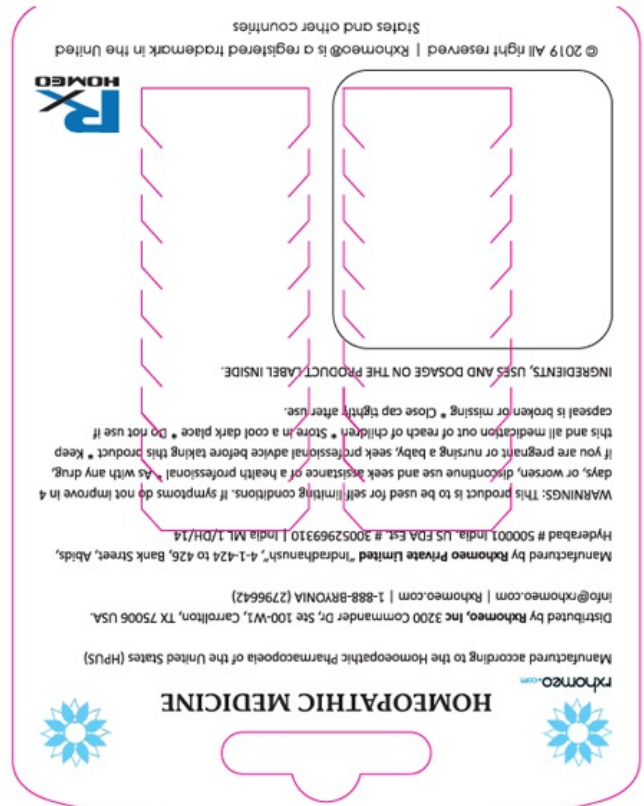 HOMEOPATHIC MEDICINE
rxhomeo.com
Manufactured according to the Homoeopathic Pharmacopoeia of the United States (HPUS)
Distributed by Rxhomeo, Inc 3200 Commander Dr, Ste 100-W1, Carrollton, TX 75006 USA.
info@rxhomeo.com | Rxhomeo.com | 1-888-BRYONIA (2796642)
Manufactured by Rxhomeo Private Limited "Indradhanush", 4-1-424 to 426, Bank Street, Abids,
Hyderabad # 500001 India. US FDA Est. # 3005269310 | India ML 1/DH/14
WARNINGS: This product is to be used for self-limiting conditions. If symptoms do not improve in 4
days, or worsen, discontinue use and seek assistance of a health professional * As with any drug,
if you are pregnant or nursing a baby, seek professional advice before taking this product * Keep
this and all medication out of reach of children * Store in a cool dark place * Do not use if
capseal is broken or missing * Close cap tightly after use.
INGREDIENTS, USES AND DOSAGE ON THE PRODUCT LABEL INSIDE.
Rx
HOMEO
© 2019 All right reserved | Rxhomeo® is a registered trademark in the United
States and other countries